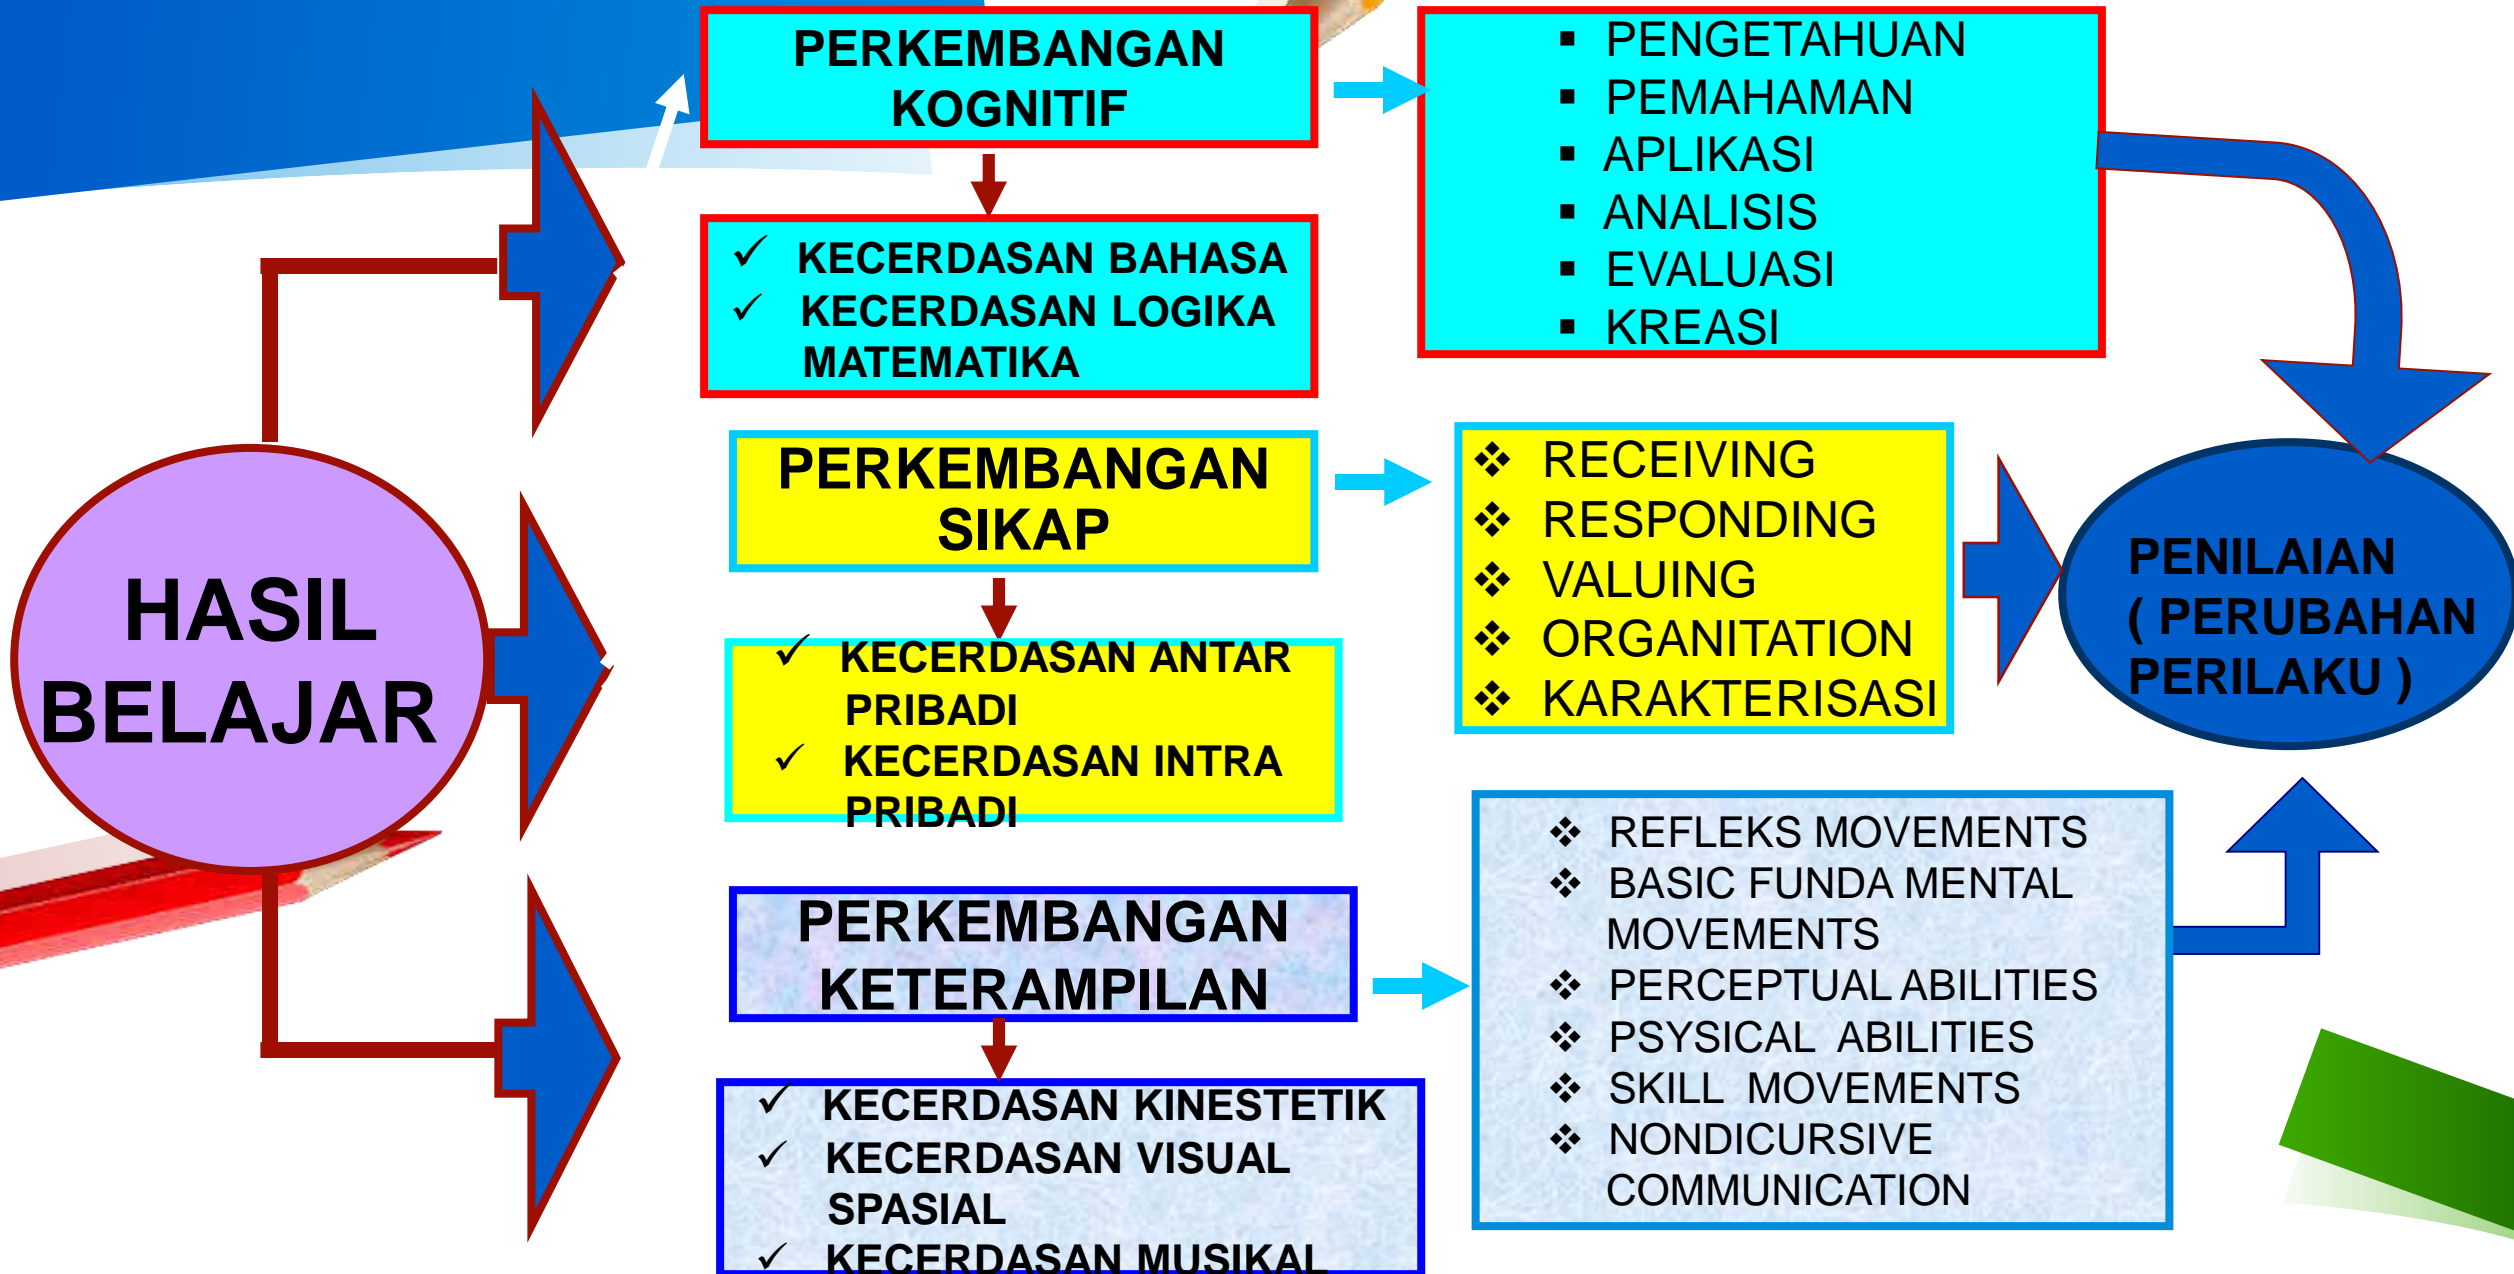 HASIL
BELAJAR
PERKEMBANGAN
KOGNITIF
✓ KECERDASAN BAHASA
✓ KECERDASAN LOGIKA
MATEMATIKA
▪ PENGETAHUAN
▪ PEMAHAMAN
▪ APLIKASI
▪ ANALISIS
▪ EVALUASI
▪ KREASI
PERKEMBANGAN
SIKAP
✓ KECERDASAN ANTAR
PRIBADI
✓ KECERDASAN INTRA
PRIBADI
❖ RECEIVING
❖ RESPONDING
❖ VALUING
❖ ORGANITATION
❖ KARAKTERISASI
PERKEMBANGAN
KETERAMPILAN
✓ KECERDASAN KINESTETIK
✓ KECERDASAN VISUAL
SPASIAL
✓ KECERDASAN MUSIKAL
❖ REFLEKS MOVEMENTS
❖ BASIC FUNDA MENTAL
MOVEMENTS
❖ PERCEPTUAL ABILITIES
❖ PSYSICAL ABILITIES
❖ SKILL MOVEMENTS
❖ NONDICURSIVE
COMMUNICATION
PENILAIAN
( PERUBAHAN
PERILAKU )